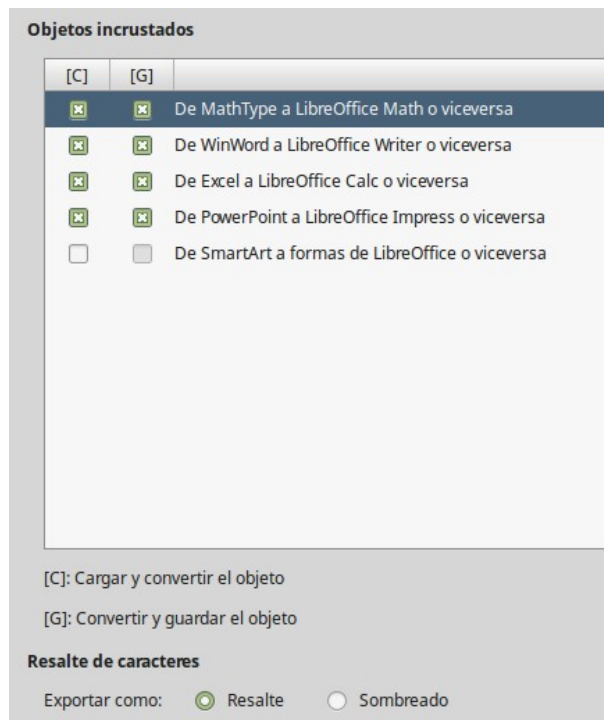 Objetos incrustados
[C] [G]
De MathType a LibreOffice Math o viceversa
De WinWord a LibreOffice Writer o viceversa
De Excel a LibreOffice Calc o viceversa
De PowerPoint a LibreOffice Impress o viceversa
De SmartArt a formas de LibreOffice o viceversa
[C]: Cargar y convertir el objeto
[G]: Convertir y guardar el objeto
Resalte de caracteres
Exportar como: Resalte Sombreado